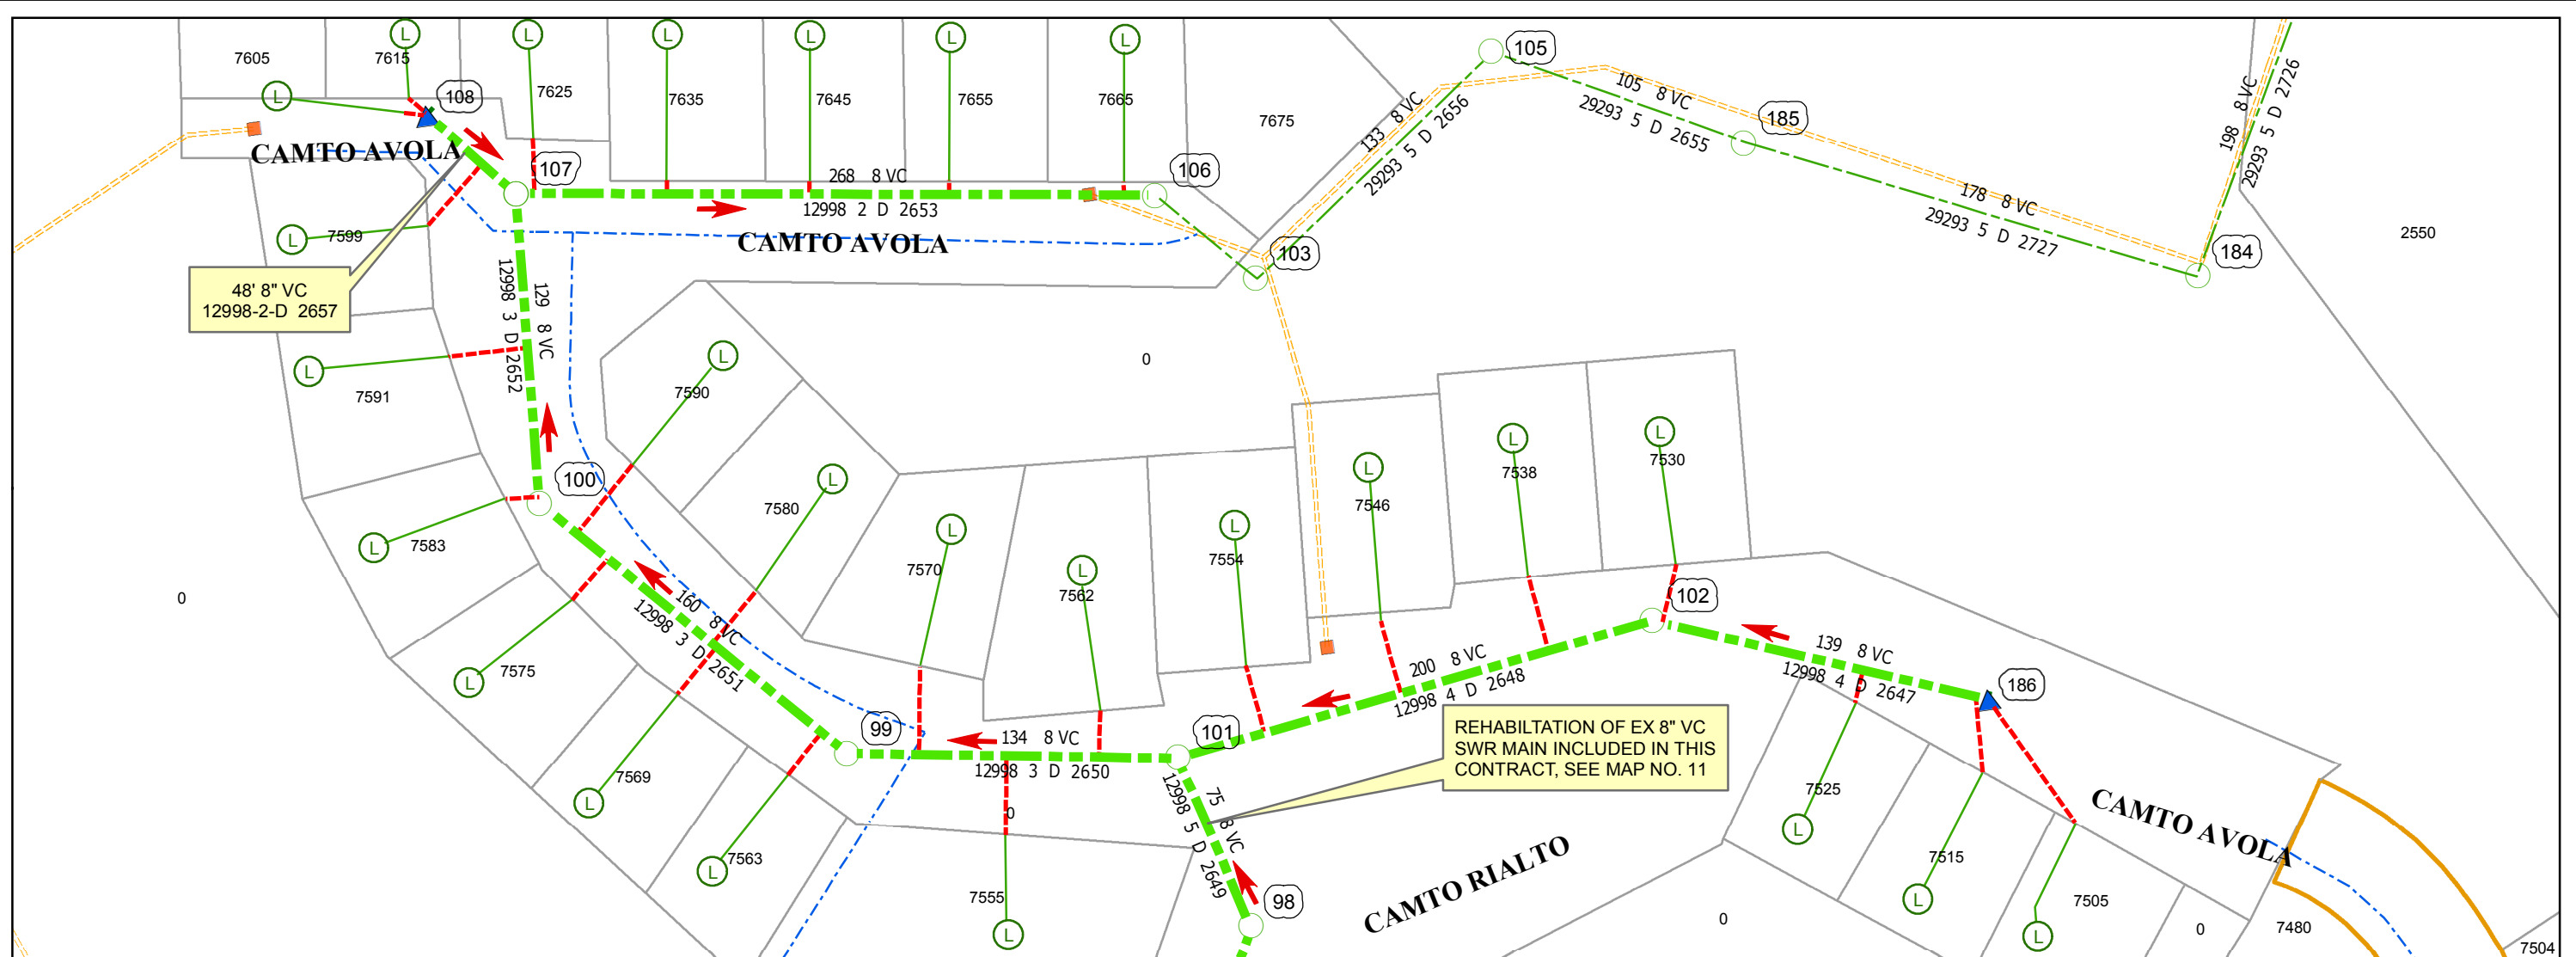 7605
7615
L
L
L
L
L
L
L
108
7625
7635
7645
7655
7665
7675
105
105 8 VC
29293 5 D 2655
185
133 8 VC
29293 5 D 2656
198 8 VC
29293 5 D 2726
CAMTO AVOLA
107
268 8 VC
12998 2 D 2653
106
178 8 VC
29293 5 D 2727
184
2550
CAMTO AVOLA
103
L
7599
48' 8" VC
12998-2-D 2657
129 8 VC
12998 3 D 2652
L
7591
L
7590
0
100
L
7580
L
7583
0
160 8 VC
12998 3 D 2651
L
7570
L
7562
L
7554
L
7546
L
7538
L
7530
102
139 8 VC
12998 4 D 2647
186
200 8 VC
12998 4 D 2648
L
7575
99
134 8 VC
12998 3 D 2650
101
REHABILTATION OF EX 8" VC
SWR MAIN INCLUDED IN THIS
CONTRACT, SEE MAP NO. 11
75 8 VC
12998 5 D 2649
L
7569
L
7563
0
7555
L
98
CAMTO RIALTO
7525
L
7515
L
7505
L
CAMTO AVOLA
0
0
7480
7504